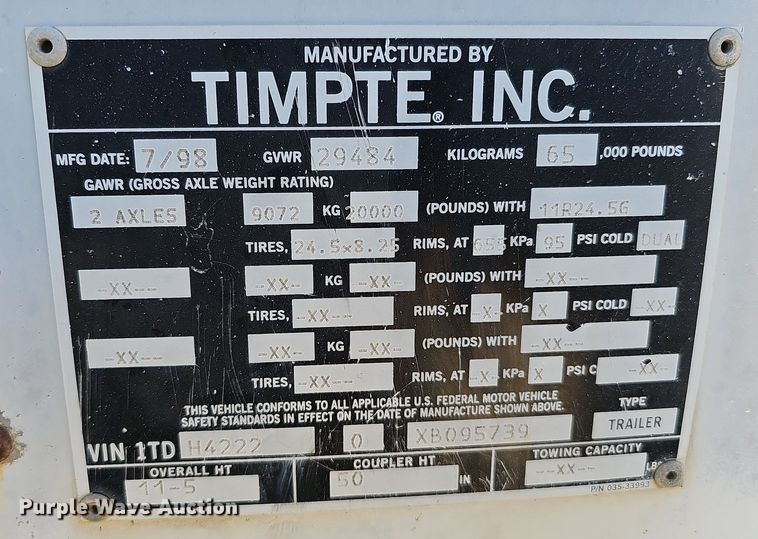 MANUFACTURED BY
TIMPTE® INC.
MFG DATE: 7/98 GVWR 29484 KILOGRAMS 65 ,000 POUNDS
GAWR (GROSS AXLE WEIGHT RATING)
2 AXLES 9072 KG 20000 (POUNDS) WITH 11R24.5G
TIRES, 24.5x8.25 RIMS, AT 655 KPa 95 PSI COLD DUAL
--XX-- --XX-- KG --XX-- (POUNDS) WITH --XX--
TIRES, --XX-- RIMS, AT -X- KPa X PSI COLD -XX-
--XX-- --XX-- KG --XX-- (POUNDS) WITH --XX--
TIRES, --XX-- RIMS, AT -X- KPa X PSI C --XX--
THIS VEHICLE CONFORMS TO ALL APPLICABLE U.S. FEDERAL MOTOR VEHICLE
SAFETY STANDARDS IN EFFECT ON THE DATE OF MANUFACTURE SHOWN ABOVE.
TYPE
TRAILER
VIN 1TD H4222 0 XB095739
OVERALL HT COUPLER HT TOWING CAPACITY
11-5 50 IN --XX-- LBS
P/N 035-33993
Purple Wave Auction